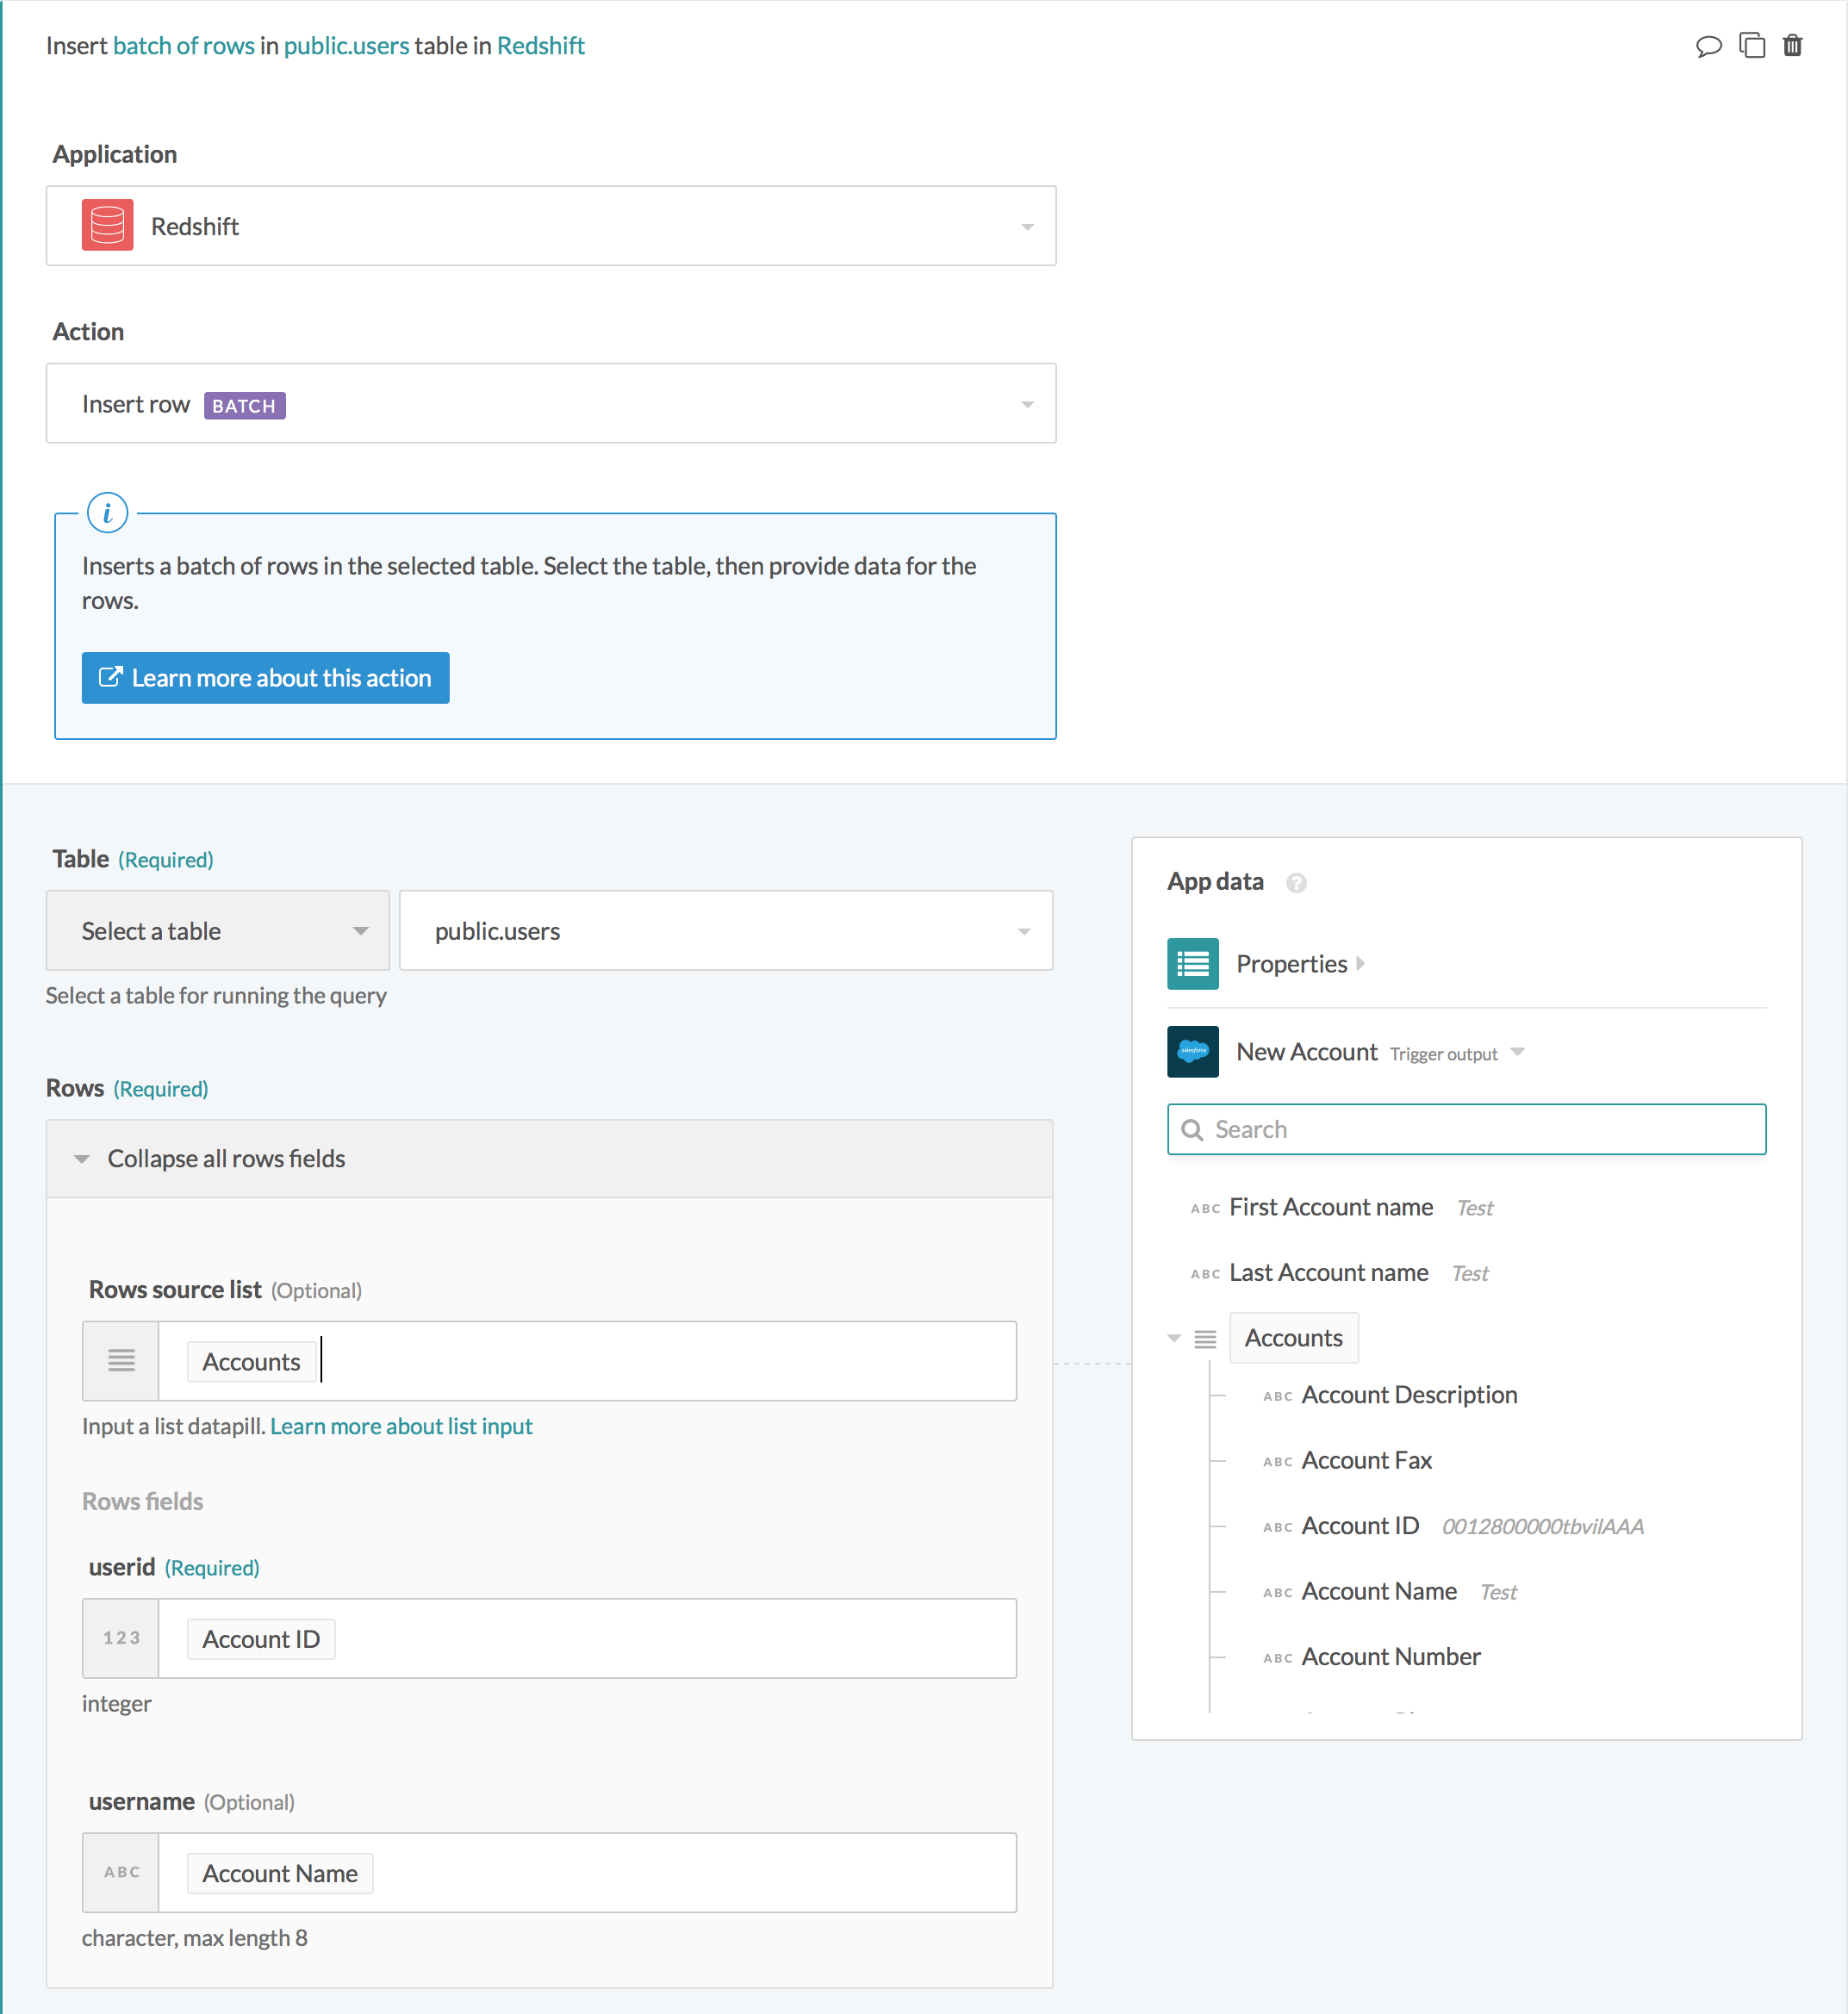 Insert batch of rows in public.users table in Redshift
Application
Redshift
Action
Insert row BATCH
i
Inserts a batch of rows in the selected table. Select the table, then provide data for the
rows.
Learn more about this action
Table (Required)
Select a table
public.users
Select a table for running the query
Rows (Required)
Collapse all rows fields
Rows source list (Optional)
Accounts
Input a list datapill. Learn more about list input
Rows fields
userid (Required)
123
Account ID
integer
username (Optional)
ABC
Account Name
character, max length 8
App data ?
Properties
salesforce
New Account Trigger output
Search
ABC First Account name Test
ABC Last Account name Test
Accounts
ABC Account Description
ABC Account Fax
ABC Account ID 0012800000tbvilAAA
ABC Account Name Test
ABC Account Number